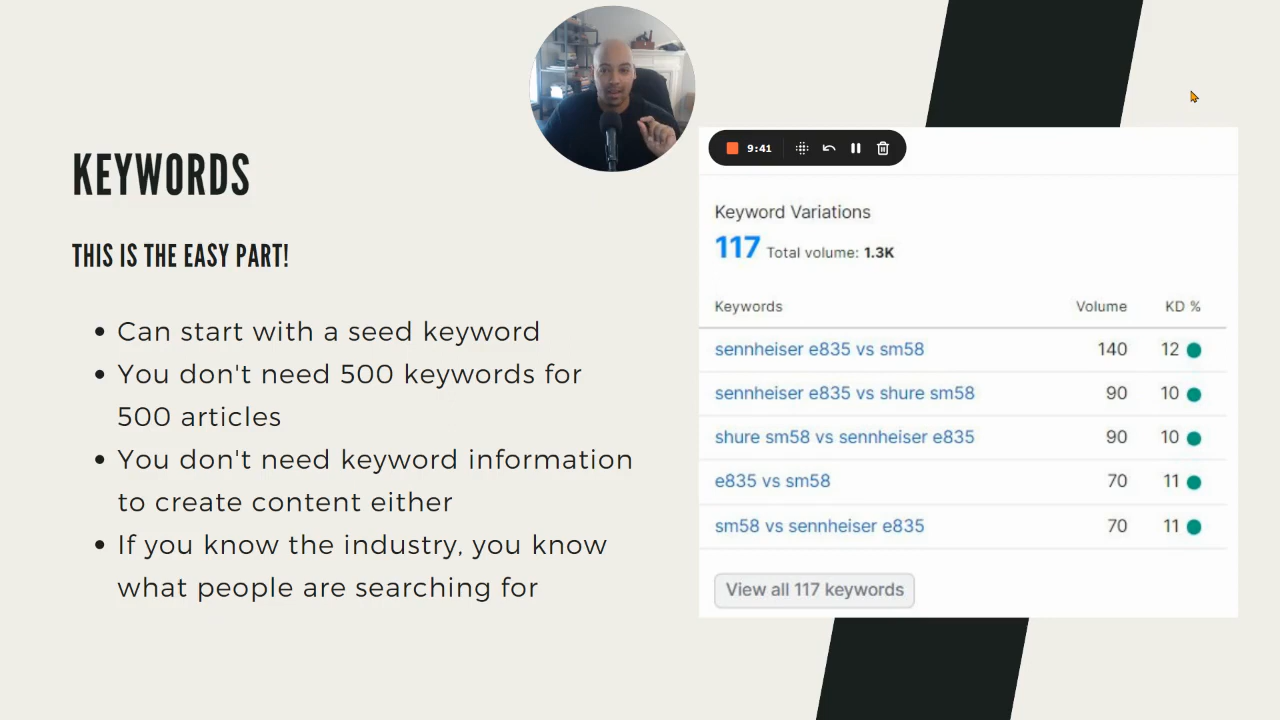 KEYWORDS
THIS IS THE EASY PART!
• Can start with a seed keyword
• You don't need 500 keywords for
500 articles
• You don't need keyword information
to create content either
• If you know the industry, you know
what people are searching for
9:41
Keyword Variations
117 Total volume: 1.3K
Keywords Volume KD %
sennheiser e835 vs sm58 140 12
sennheiser e835 vs shure sm58 90 10
shure sm58 vs sennheiser e835 90 10
e835 vs sm58 70 11
sm58 vs sennheiser e835 70 11
View all 117 keywords